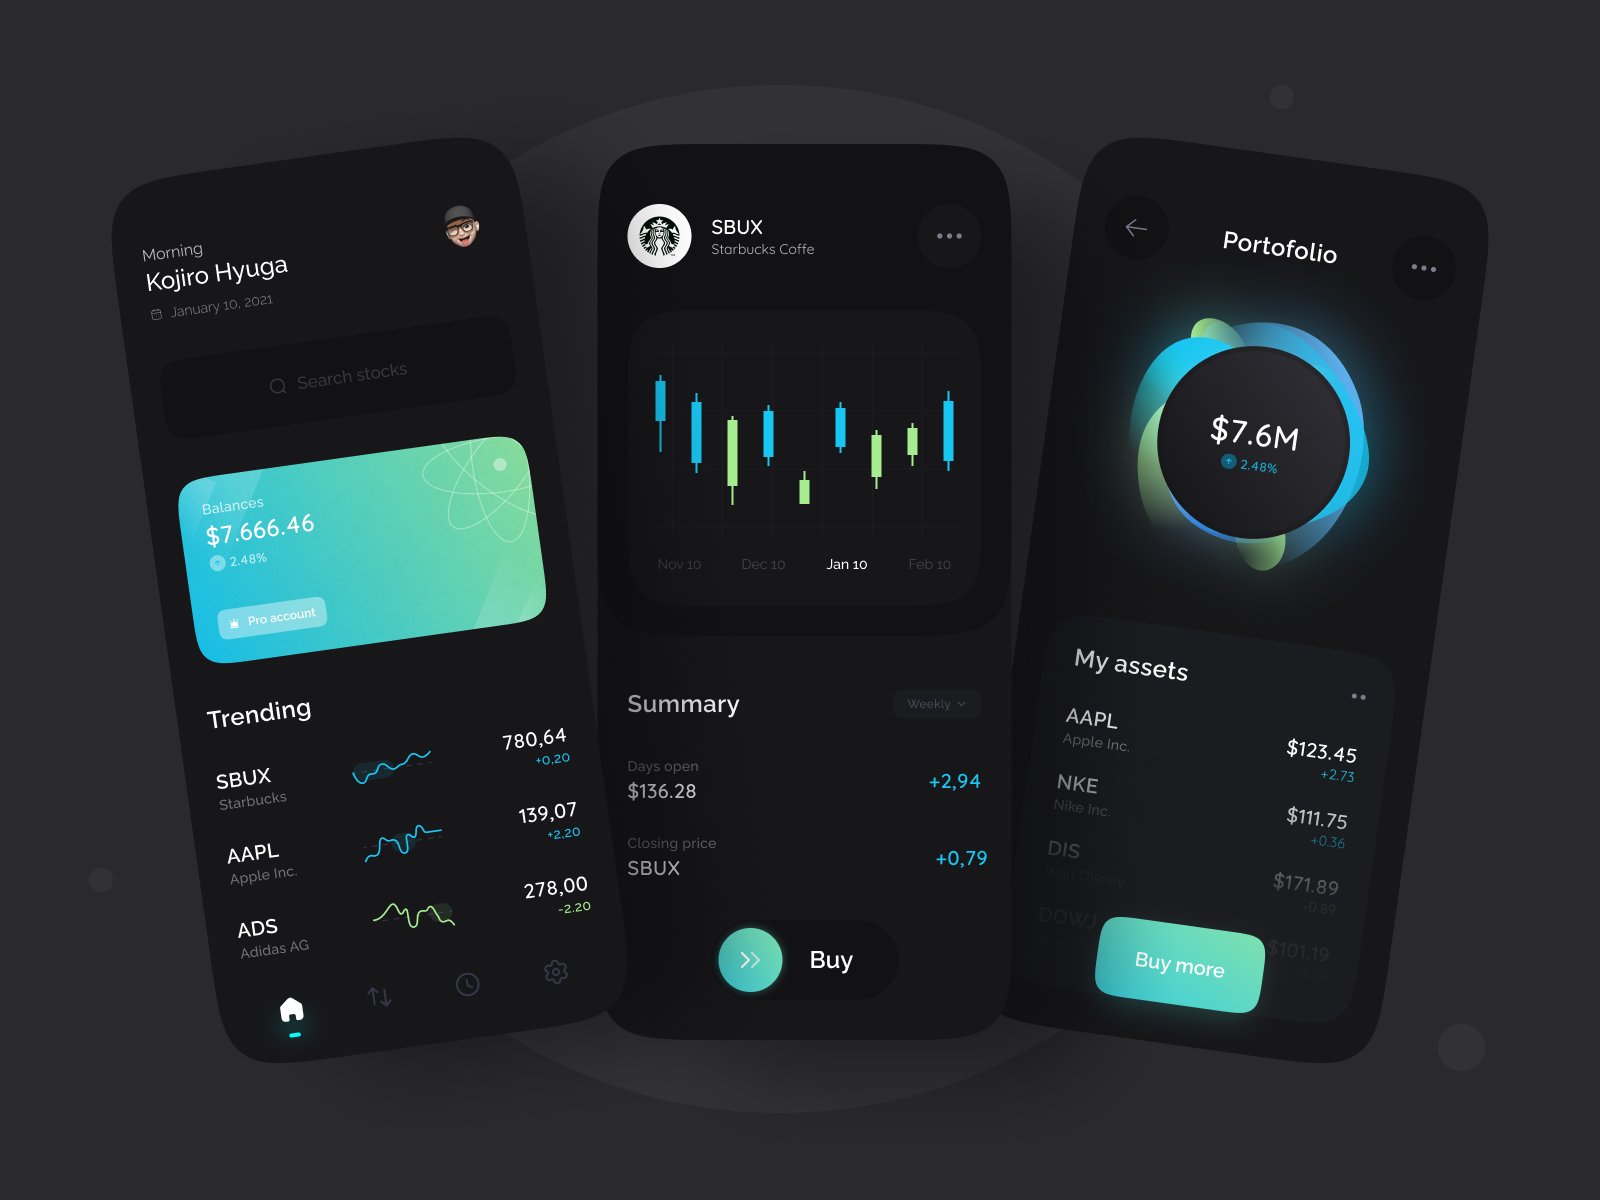 Morning
Kojiro Hyuga
January 10, 2021
Search stocks
Balances
$7.666.46
2.48%
Pro account
Trending
SBUX
Starbucks
780,64
+0,20
AAPL
Apple Inc.
139,07
+2,20
ADS
Adidas AG
278,00
-2.20
SBUX
Starbucks Coffe
Nov 10
Dec 10
Jan 10
Feb 10
Summary
Weekly
Days open
$136.28
+2,94
Closing price
SBUX
+0,79
Buy
Portofolio
$7.6M
2.48%
My assets
AAPL
Apple Inc.
$123.45
+2.73
NKE
Nike Inc.
$111.75
+0.36
DIS
Walt Disney
$171.89
-0.89
DOWJ
$101.19
Buy more